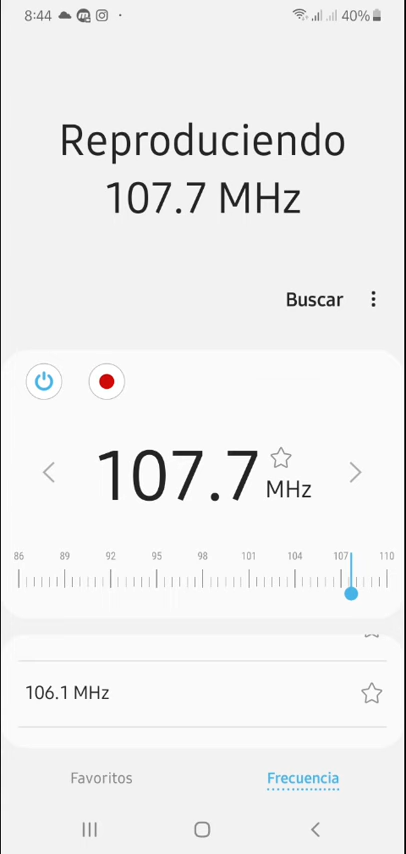 8:44
40%
Reproduciendo
107.7 MHz
Buscar
107.7 MHz
86 89 92 95 98 101 104 107 110
106.1 MHz
Favoritos
Frecuencia